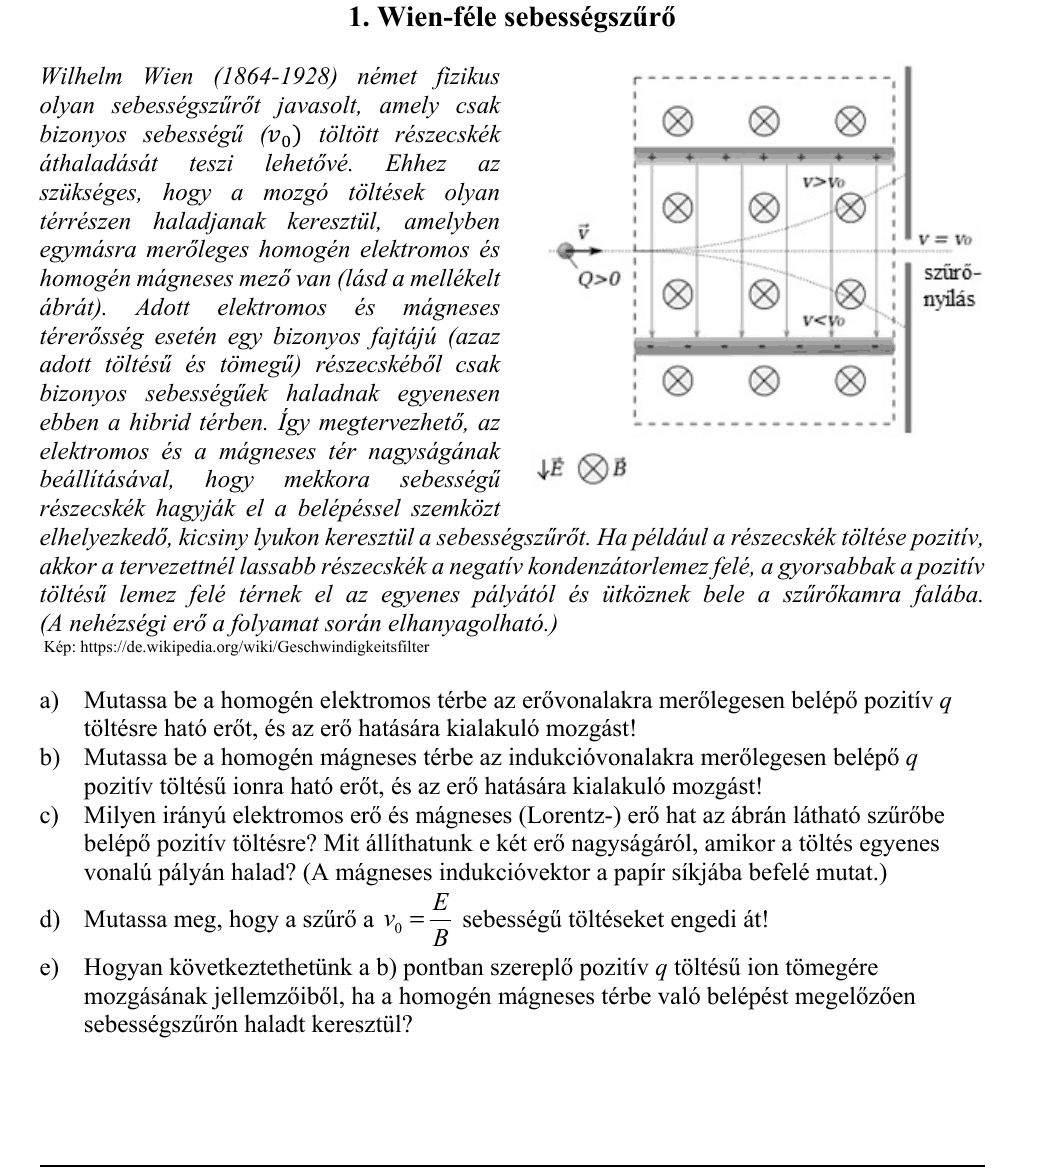 1. Wien-féle sebességszűrő
Wilhelm Wien (1864-1928) német fizikus
olyan sebességszűrőt javasolt, amely csak
bizonyos sebességű (v₀) töltött részecskék
áthaladását teszi lehetővé. Ehhez az
szükséges, hogy a mozgó töltések olyan
térrészen haladjanak keresztül, amelyben
egymásra merőleges homogén elektromos és
homogén mágneses mező van (lásd a mellékelt
ábrát). Adott elektromos és mágneses
térerősség esetén egy bizonyos fajtájú (azaz
adott töltésű és tömegű) részecskéből csak
bizonyos sebességűek haladnak egyenesen
ebben a hibrid térben. Így megtervezhető, az
elektromos és a mágneses tér nagyságának
beállításával, hogy mekkora sebességű
részecskék hagyják el a belépéssel szemközt
elhelyezkedő, kicsiny lyukon keresztül a sebességszűrőt. Ha például a részecskék töltése pozitív,
akkor a tervezettnél lassabb részecskék a negatív kondenzátorlemez felé, a gyorsabbak a pozitív
töltésű lemez felé térnek el az egyenes pályától és ütköznek bele a szűrőkamra falába.
(A nehézségi erő a folyamat során elhanyagolható.)
Kép: https://de.wikipedia.org/wiki/Geschwindigkeitsfilter
+ + + + + + +
v>v₀
v⃗
Q>0
v = v₀
szűrő-
nyílás
v<v₀
- - - - - - -
↓E⃗ ⊗B⃗
a) Mutassa be a homogén elektromos térbe az erővonalakra merőlegesen belépő pozitív q
töltésre ható erőt, és az erő hatására kialakuló mozgást!
b) Mutassa be a homogén mágneses térbe az indukcióvonalakra merőlegesen belépő q
pozitív töltésű ionra ható erőt, és az erő hatására kialakuló mozgást!
c) Milyen irányú elektromos erő és mágneses (Lorentz-) erő hat az ábrán látható szűrőbe
belépő pozitív töltésre? Mit állíthatunk e két erő nagyságáról, amikor a töltés egyenes
vonalú pályán halad? (A mágneses indukcióvektor a papír síkjába befelé mutat.)
d) Mutassa meg, hogy a szűrő a v₀ = E/B sebességű töltéseket engedi át!
e) Hogyan következtethetünk a b) pontban szereplő pozitív q töltésű ion tömegére
mozgásának jellemzőiből, ha a homogén mágneses térbe való belépést megelőzően
sebességszűrőn haladt keresztül?